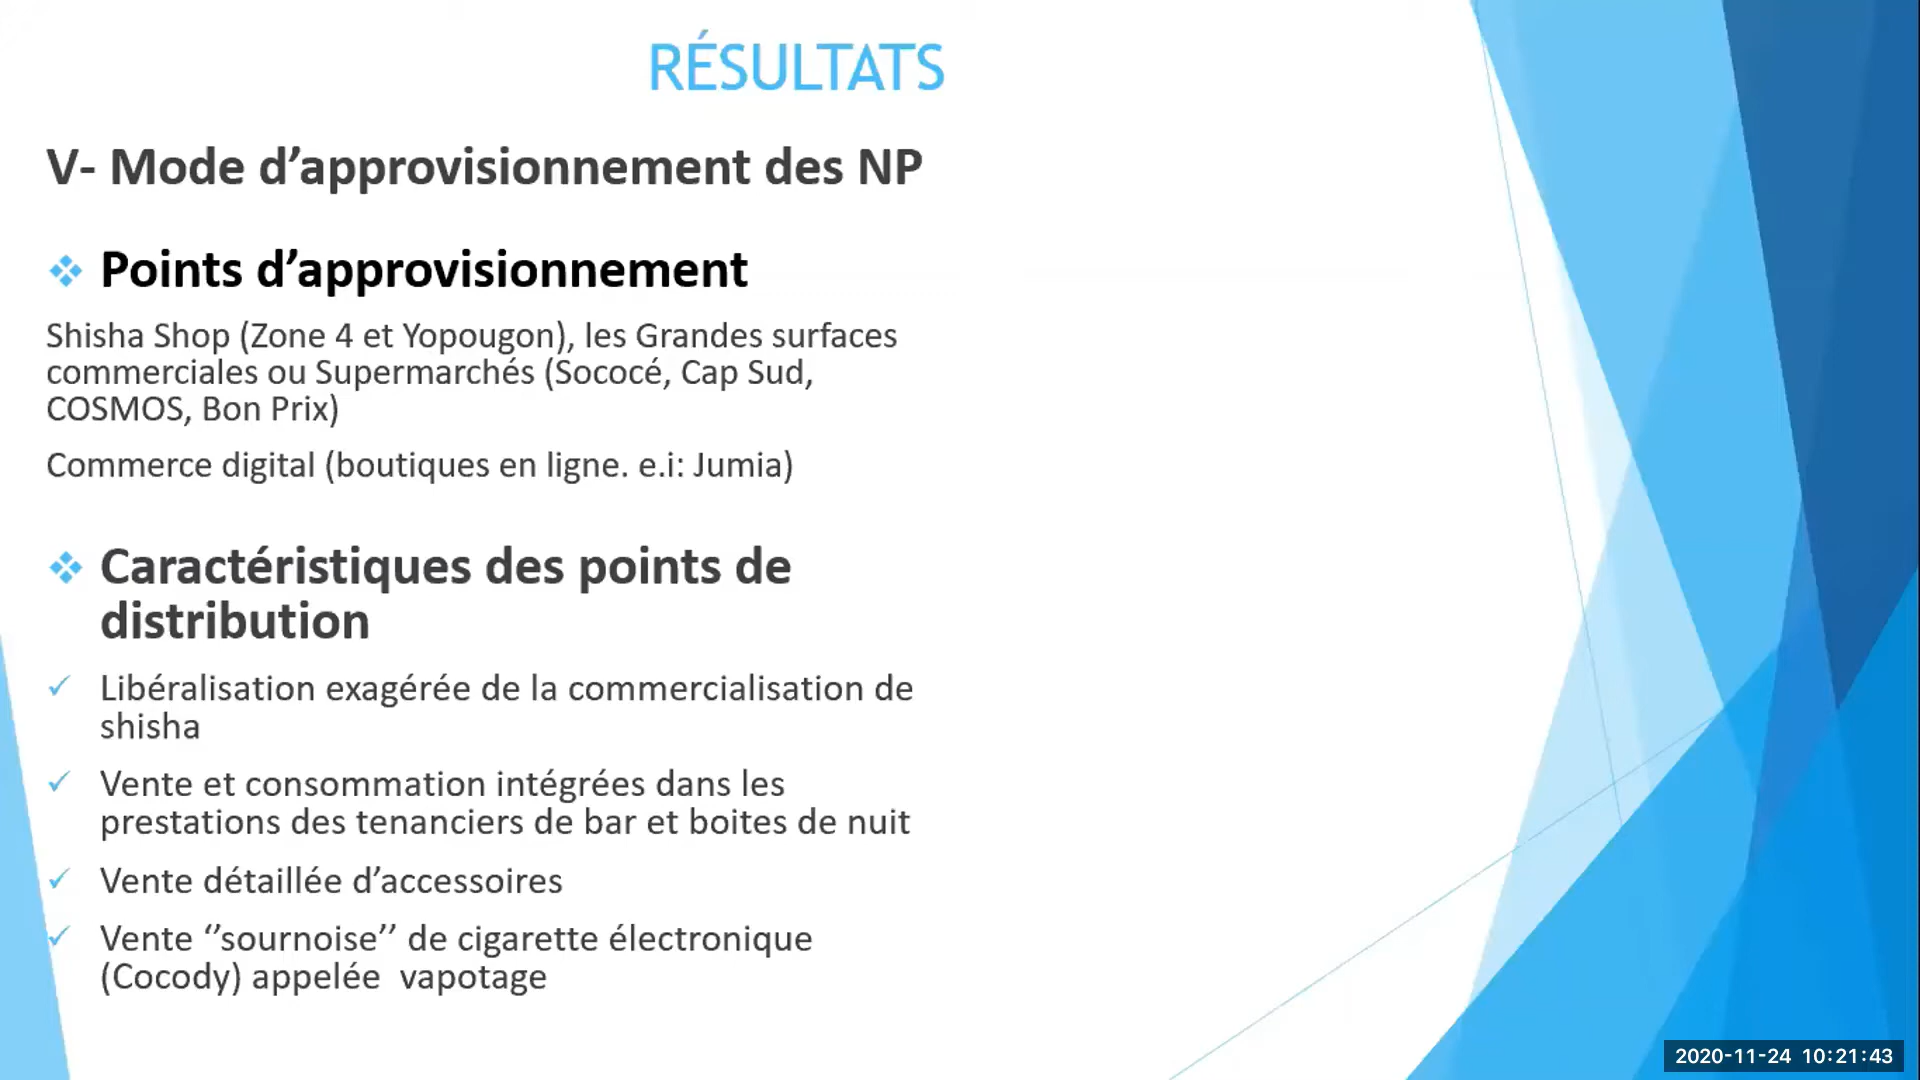 RÉSULTATS
V- Mode d’approvisionnement des NP
❖ Points d’approvisionnement
Shisha Shop (Zone 4 et Yopougon), les Grandes surfaces
commerciales ou Supermarchés (Sococé, Cap Sud,
COSMOS, Bon Prix)
Commerce digital (boutiques en ligne. e.i: Jumia)
❖ Caractéristiques des points de
distribution
✓ Libéralisation exagérée de la commercialisation de
shisha
✓ Vente et consommation intégrées dans les
prestations des tenanciers de bar et boites de nuit
✓ Vente détaillée d’accessoires
✓ Vente ‘’sournoise’’ de cigarette électronique
(Cocody) appelée  vapotage
2020-11-24 10:21:43